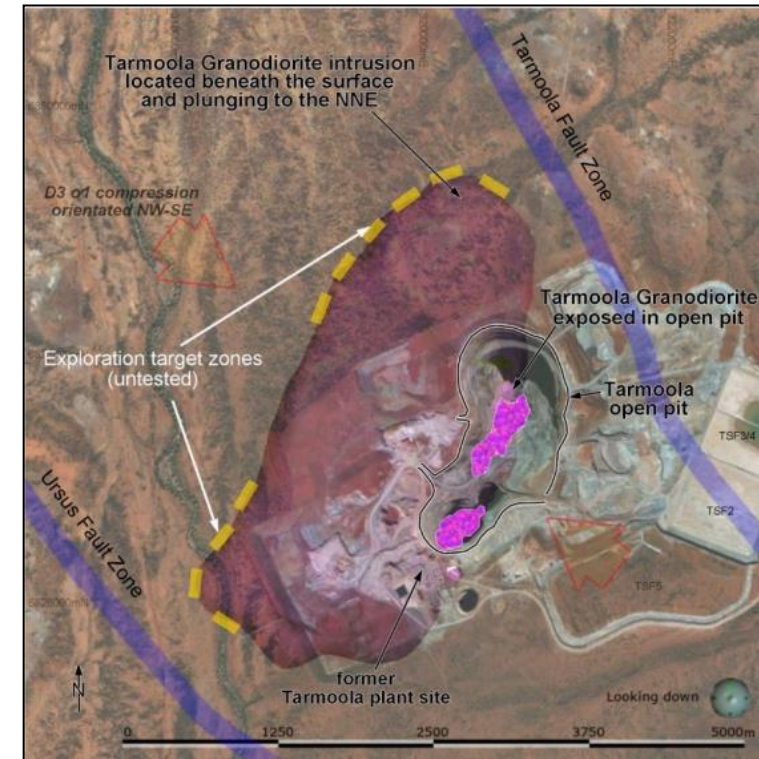 Tarmoola Granodiorite intrusion
located beneath the surface
and plunging to the NNE
Tarmoola Fault Zone
D3 σ1 compression
orientated NW-SE
Tarmoola Granodiorite
exposed in open pit
Exploration target zones
(untested)
Tarmoola
open pit
TSF3/4
TSF2
Ursus Fault Zone
TSF5
former
Tarmoola plant site
N
Looking down
0 1250 2500 3750 5000m